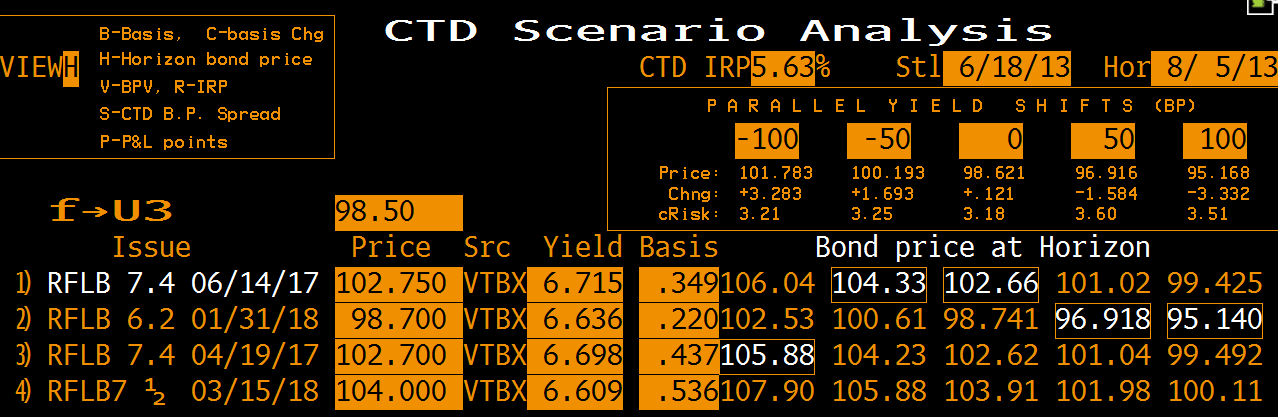 B-Basis, C-basis Chg
CTD Scenario Analysis
VIEWH H-Horizon bond price
CTD IRP5.63% Stl 6/18/13 Hor 8/ 5/13
V-BPV, R-IRP
PARALLEL YIELD SHIFTS (BP)
S-CTD B.P. Spread
P-P&L points
-100 -50 0 50 100
Price: 101.783 100.193 98.621 96.916 95.168
Chng: +3.283 +1.693 +.121 -1.584 -3.332
f→U3 98.50
cRisk: 3.21 3.25 3.18 3.60 3.51
Issue Price Src Yield Basis Bond price at Horizon
1) RFLB 7.4 06/14/17 102.750 VTBX 6.715 .349 106.04 104.33 102.66 101.02 99.425
2) RFLB 6.2 01/31/18 98.700 VTBX 6.636 .220 102.53 100.61 98.741 96.918 95.140
3) RFLB 7.4 04/19/17 102.700 VTBX 6.698 .437 105.88 104.23 102.62 101.04 99.492
4) RFLB7 ½ 03/15/18 104.000 VTBX 6.609 .536 107.90 105.88 103.91 101.98 100.11